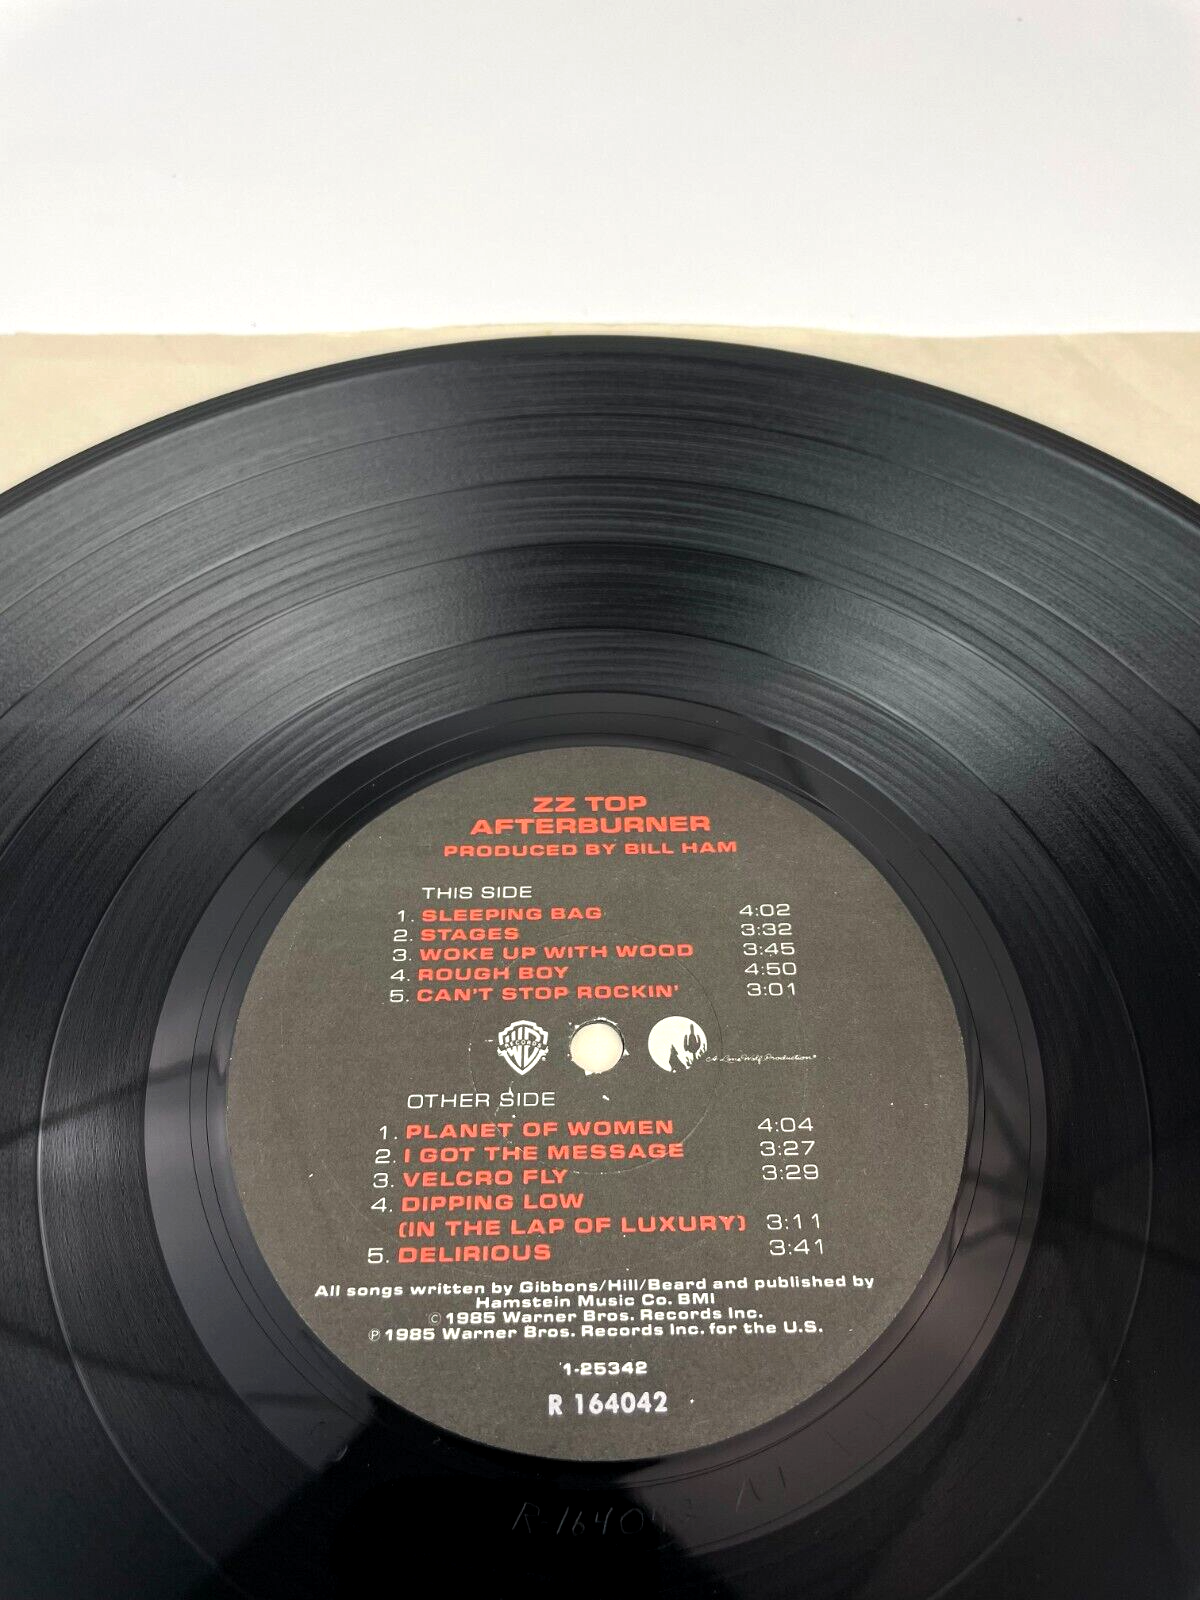 ZZ TOP
AFTERBURNER
PRODUCED BY BILL HAM
THIS SIDE
1. SLEEPING BAG 4:02
2. STAGES 3:32
3. WOKE UP WITH WOOD 3:45
4. ROUGH BOY 4:50
5. CAN'T STOP ROCKIN' 3:01
WB RECORDS
A Lone Wolf Production
OTHER SIDE
1. PLANET OF WOMEN 4:04
2. I GOT THE MESSAGE 3:27
3. VELCRO FLY 3:29
4. DIPPING LOW
(IN THE LAP OF LUXURY) 3:11
5. DELIRIOUS 3:41
All songs written by Gibbons/Hill/Beard and published by
Hamstein Music Co. BMI
© 1985 Warner Bros. Records Inc.
℗ 1985 Warner Bros. Records Inc. for the U.S.
1-25342
R 164042